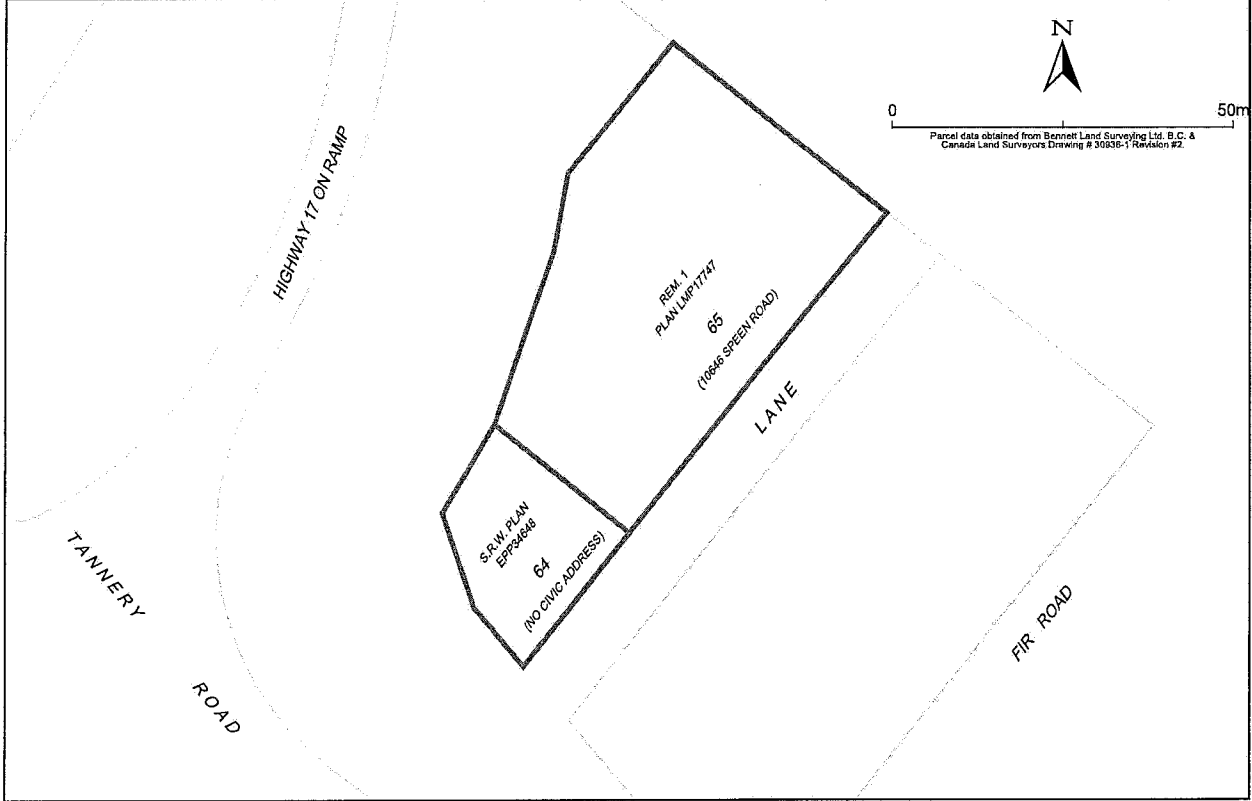 N
0 50m
Parcel data obtained from Bennett Land Surveying Ltd. B.C. &
Canada Land Surveyors Drawing # 30936-1 Revision #2.
HIGHWAY 17 ON RAMP
REM. 1
PLAN LMP17747
65
(10646 SPEEN ROAD)
LANE
S.R.W. PLAN
EPP34648
64
(NO CIVIC ADDRESS)
TANNERY
ROAD
FIR ROAD